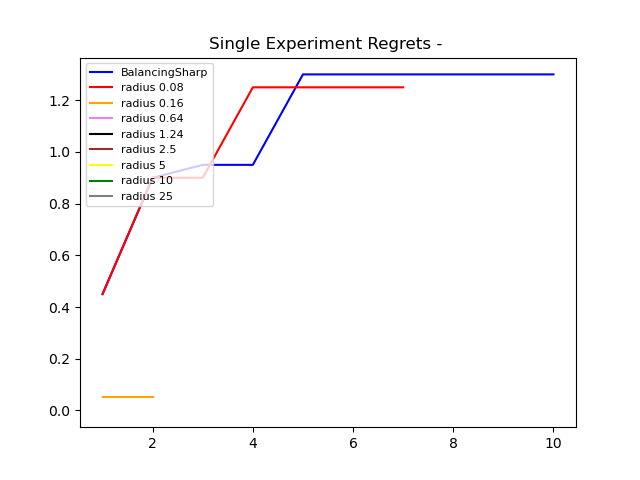 Single Experiment Regrets -
BalancingSharp
radius 0.08
radius 0.16
radius 0.64
radius 1.24
radius 2.5
radius 5
radius 10
radius 25
1.2
1.0
0.8
0.6
0.4
0.2
0.0
2 4 6 8 10